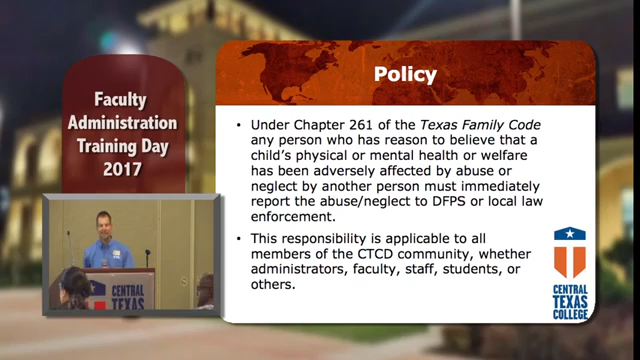 Faculty
Administration
Training Day
2017
Policy
• Under Chapter 261 of the Texas Family Code
any person who has reason to believe that a
child's physical or mental health or welfare
has been adversely affected by abuse or
neglect by another person must immediately
report the abuse/neglect to DFPS or local law
enforcement.
• This responsibility is applicable to all
members of the CTCD community, whether
administrators, faculty, staff, students, or
others.
CENTRAL
TEXAS
COLLEGE
CENTRAL
TEXAS
COLLEGE